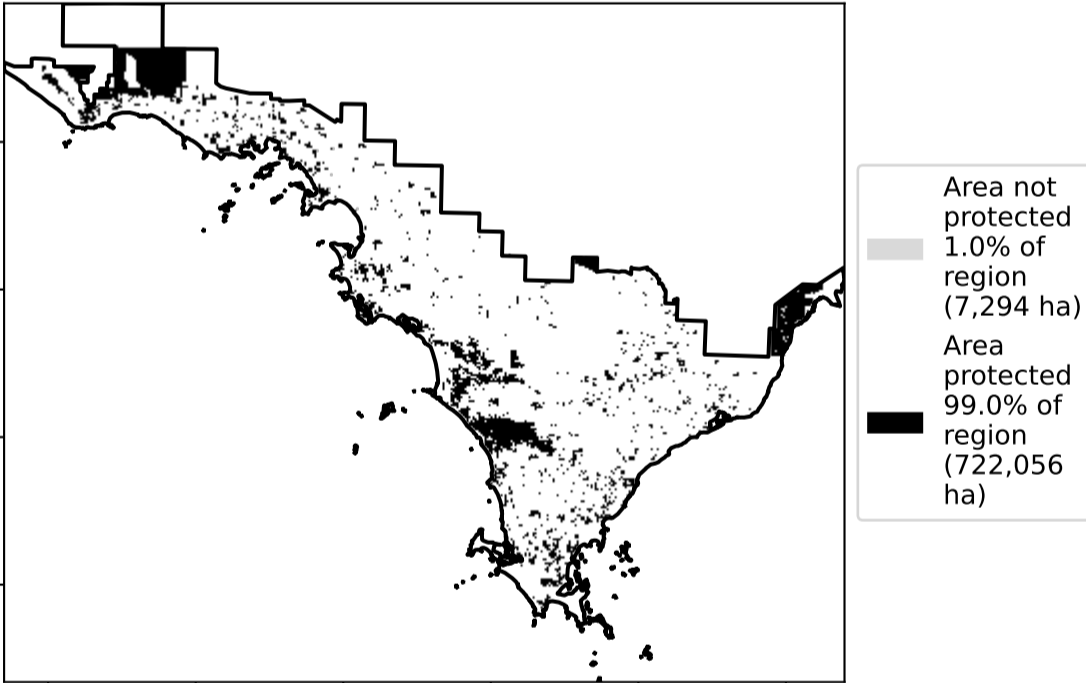 Area not
protected
1.0% of
region
(7,294 ha)
Area
protected
99.0% of
region
(722,056
ha)